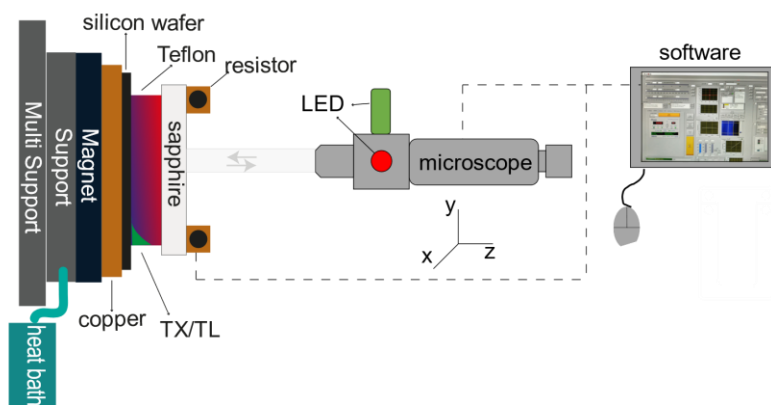 silicon wafer
Teflon
resistor
software
LED
Multi Support
Support
Magnet
sapphire
microscope
y
x
z
copper
TX/TL
heat bath